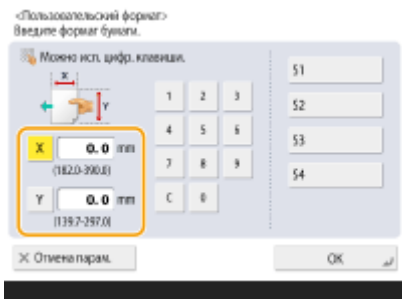 <Пользовательский формат>
Введите формат бумаги.
Можно исп. цифр. клавиши.
X
Y
X 0.0 mm
(182.0-390.0)
Y 0.0 mm
(139.7-297.0)
1 2 3
4 5 6
7 8 9
C 0
S1
S2
S3
S4
Отмена парам.
OK